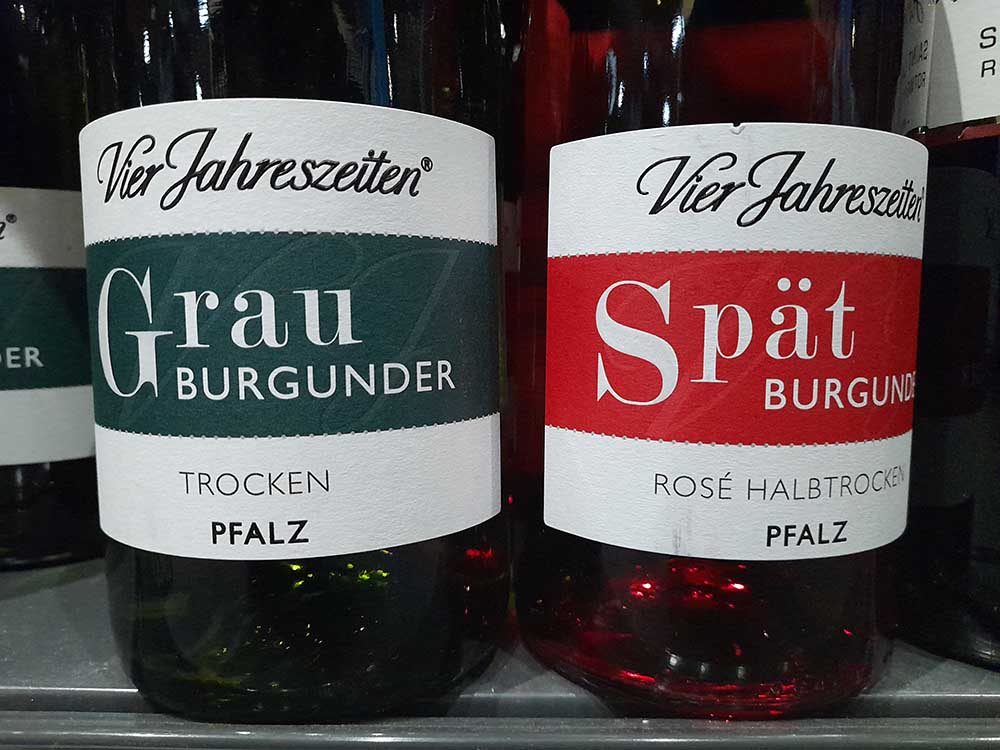 Vier Jahreszeiten®
Grau
BURGUNDER
TROCKEN
PFALZ
Vier Jahreszeiten
Spät
BURGUNDE
ROSÉ HALBTROCKEN
PFALZ